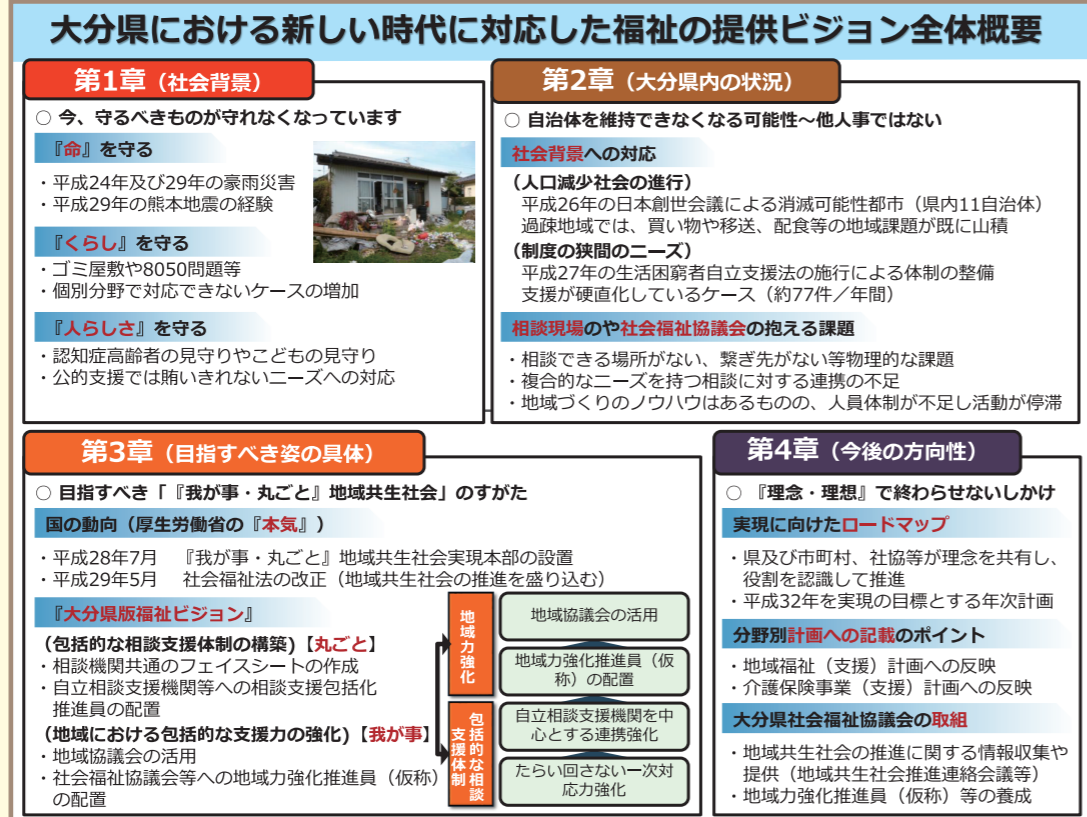 大分県における新しい時代に対応した福祉の提供ビジョン全体概要
第1章（社会背景）
○ 今、守るべきものが守れなくなっています
『命』を守る
・平成24年及び29年の豪雨災害
・平成29年の熊本地震の経験
『くらし』を守る
・ゴミ屋敷や8050問題等
・個別分野で対応できないケースの増加
『人らしさ』を守る
・認知症高齢者の見守りやこどもの見守り
・公的支援では賄いきれないニーズへの対応
第2章（大分県内の状況）
○ 自治体を維持できなくなる可能性～他人事ではない
社会背景への対応
（人口減少社会の進行）
平成26年の日本創世会議による消滅可能性都市（県内11自治体）
過疎地域では、買い物や移送、配食等の地域課題が既に山積
（制度の狭間のニーズ）
平成27年の生活困窮者自立支援法の施行による体制の整備
支援が硬直化しているケース（約77件／年間）
相談現場のや社会福祉協議会の抱える課題
・相談できる場所がない、繋ぎ先がない等物理的な課題
・複合的なニーズを持つ相談に対する連携の不足
・地域づくりのノウハウはあるものの、人員体制が不足し活動が停滞
第3章（目指すべき姿の具体）
○ 目指すべき「『我が事・丸ごと』地域共生社会」のすがた
国の動向（厚生労働省の『本気』）
・平成28年7月　『我が事・丸ごと』地域共生社会実現本部の設置
・平成29年5月　社会福祉法の改正（地域共生社会の推進を盛り込む）
『大分県版福祉ビジョン』
（包括的な相談支援体制の構築）【丸ごと】
・相談機関共通のフェイスシートの作成
・自立相談支援機関等への相談支援包括化
推進員の配置
（地域における包括的な支援力の強化）【我が事】
・地域協議会の活用
・社会福祉協議会等への地域力強化推進員（仮称）
の配置
地域力強化
地域協議会の活用
地域力強化推進員（仮
称）の配置
包括的な相談
支援体制
自立相談支援機関を中
心とする連携強化
たらい回さない一次対
応力強化
第4章（今後の方向性）
○ 『理念・理想』で終わらせないしかけ
実現に向けたロードマップ
・県及び市町村、社協等が理念を共有し、
役割を認識して推進
・平成32年を実現の目標とする年次計画
分野別計画への記載のポイント
・地域福祉（支援）計画への反映
・介護保険事業（支援）計画への反映
大分県社会福祉協議会の取組
・地域共生社会の推進に関する情報収集や
提供（地域共生社会推進連絡会議等）
・地域力強化推進員（仮称）等の養成